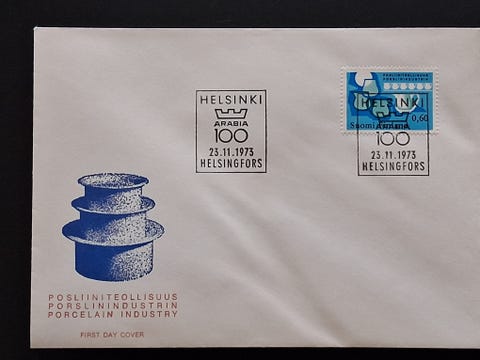 HELSINKI
ARABIA
100
23.11.1973
HELSINGFORS
POSLIINITEOLLISUUS
PORSLINSINDUSTRIN
HELSINKI
0,60
Suomi Finland
100
23.11.1973
HELSINGFORS
POSLIINITEOLLISUUS
PORSLININDUSTRIN
PORCELAIN INDUSTRY
FIRST DAY COVER